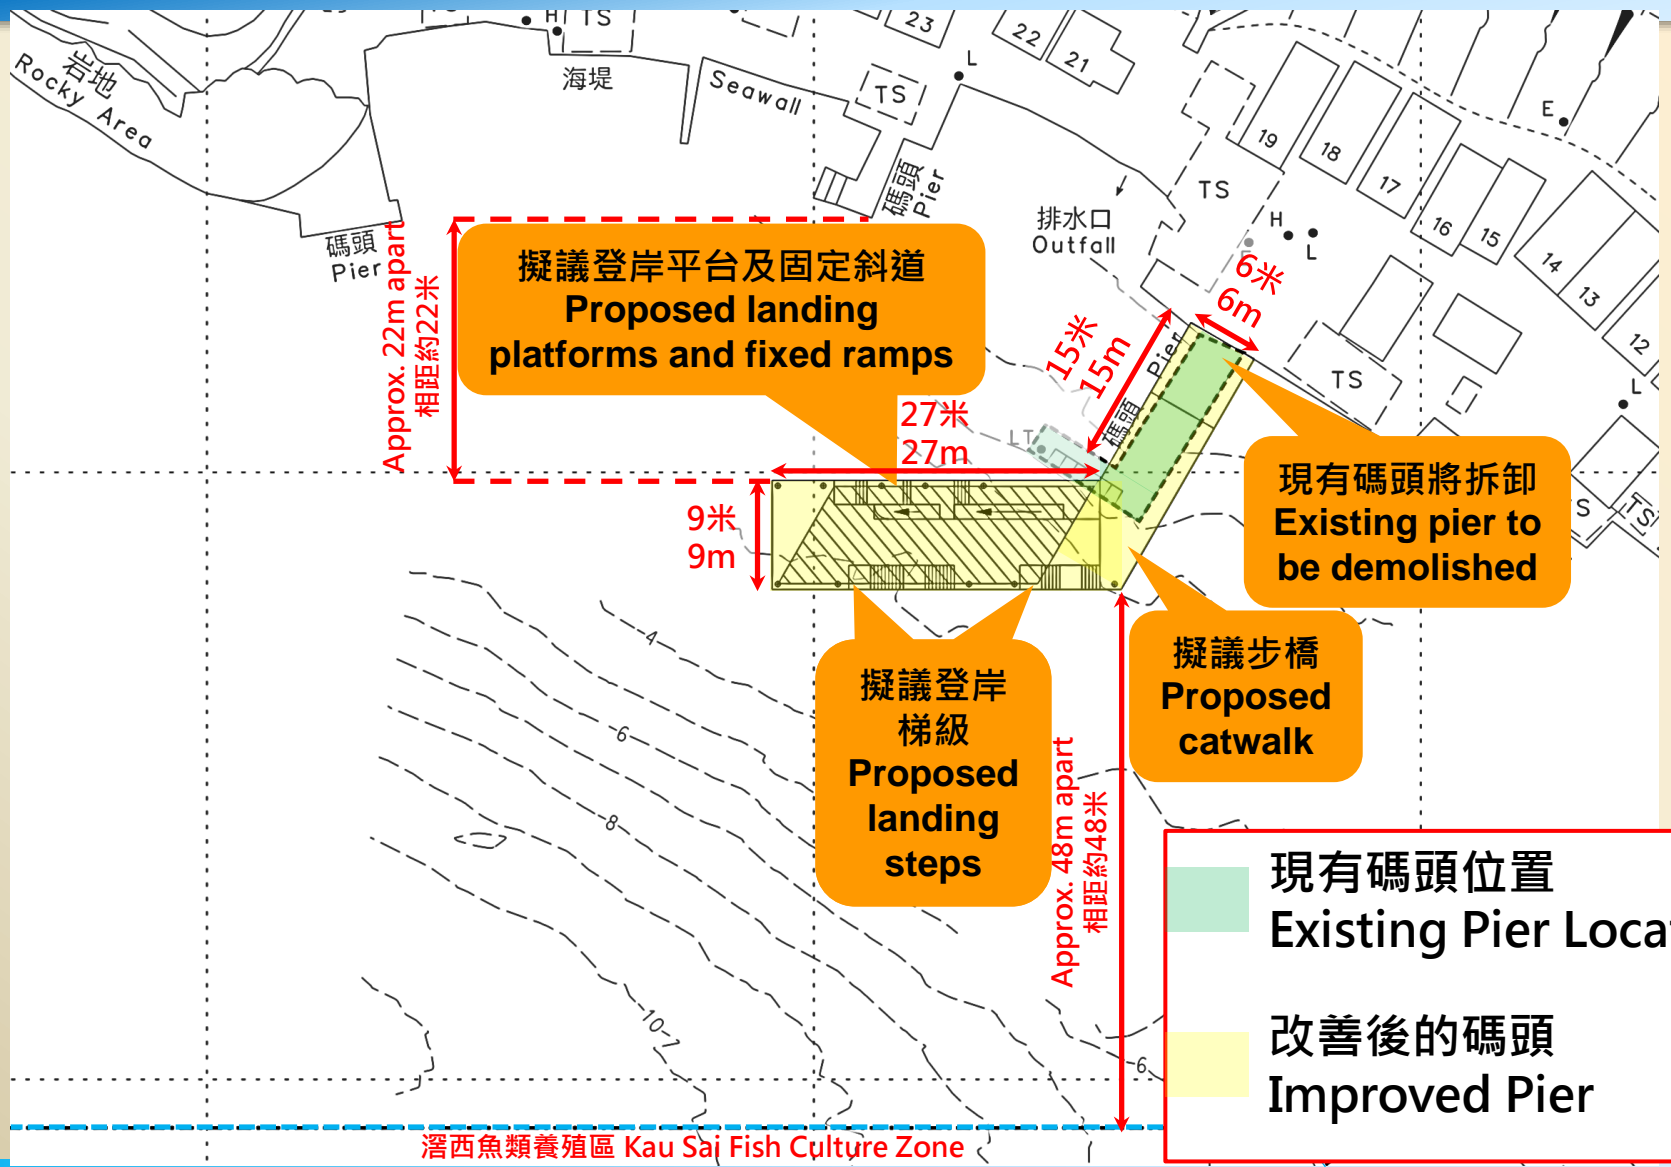 H
TS
23
22
21
L
岩地
Rocky Area
海堤
Seawall
TS
E
19
18
17
16
15
14
13
12
TS
H
L
碼頭
Pier
碼頭
Pier
排水口
Outfall
Approx. 22m apart
相距約22米
擬議登岸平台及固定斜道
Proposed landing
platforms and fixed ramps
6米
6m
15米
15m
碼頭
Pier
TS
L
27米
27m
LT
9米
9m
現有碼頭將拆卸
Existing pier to
be demolished
S
TS
擬議登岸
梯級
Proposed
landing
steps
擬議步橋
Proposed
catwalk
4
6
8
10
6
Approx. 48m apart
相距約48米
現有碼頭位置
Existing Pier Loca
改善後的碼頭
Improved Pier
滘西魚類養殖區 Kau Sai Fish Culture Zone